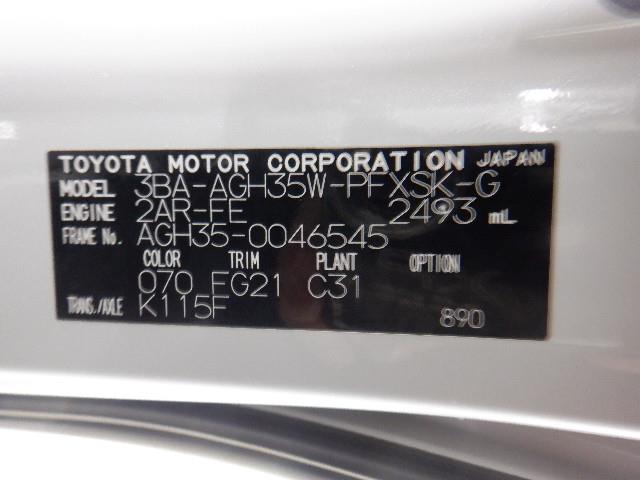 TOYOTA MOTOR CORPORATION JAPAN
MODEL 3BA-AGH35W-PFXSK-G
ENGINE 2AR-FE 2493 mL
FRAME No. AGH35-0046545
COLOR TRIM PLANT OPTION
070 FG21 C31
TRANS./AXLE K115F 890